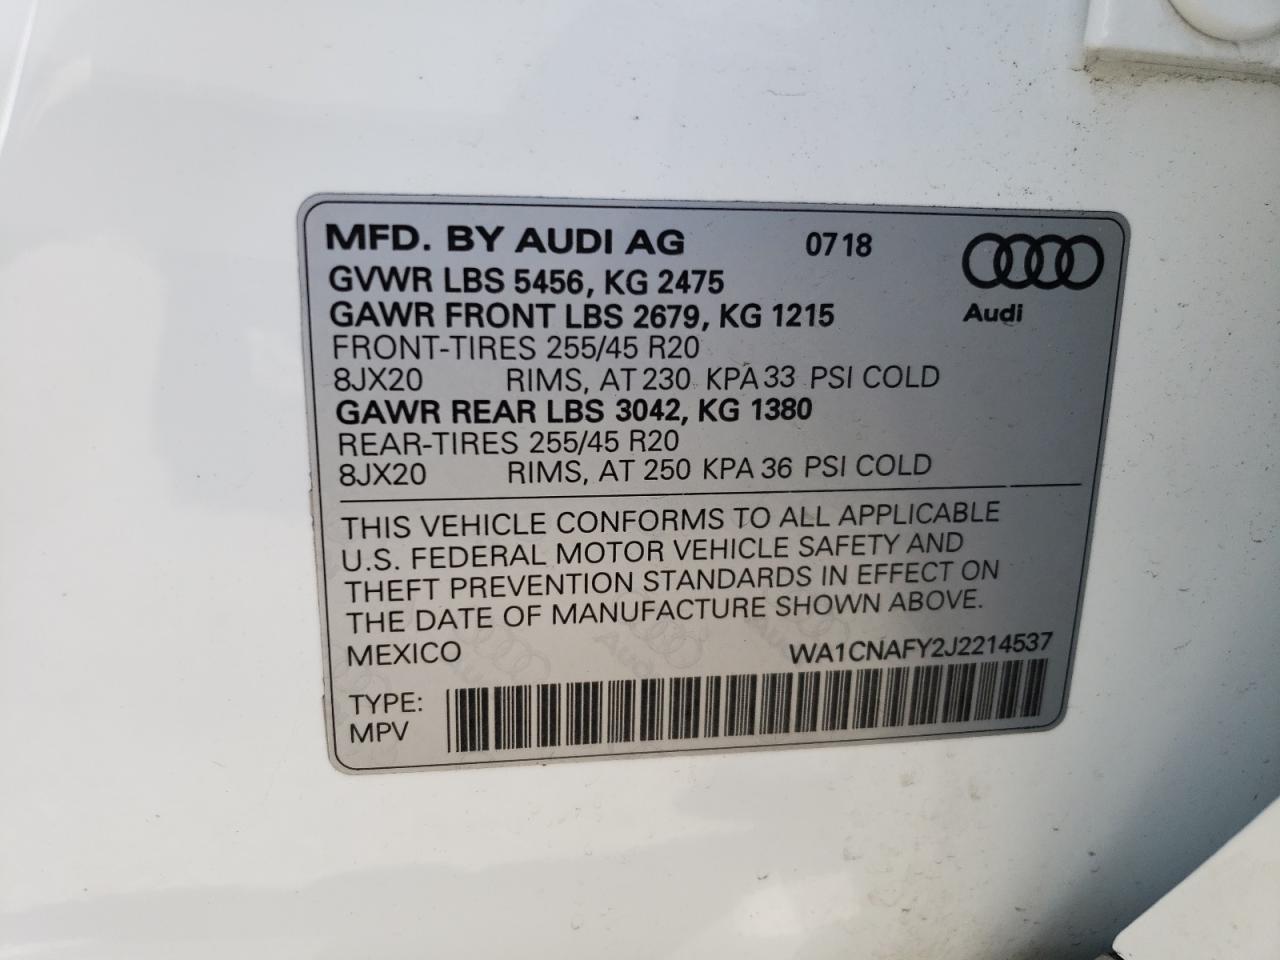 MFD. BY AUDI AG 0718
GVWR LBS 5456, KG 2475
GAWR FRONT LBS 2679, KG 1215
Audi
FRONT-TIRES 255/45 R20
8JX20 RIMS, AT 230 KPA 33 PSI COLD
GAWR REAR LBS 3042, KG 1380
REAR-TIRES 255/45 R20
8JX20 RIMS, AT 250 KPA 36 PSI COLD
THIS VEHICLE CONFORMS TO ALL APPLICABLE
U.S. FEDERAL MOTOR VEHICLE SAFETY AND
THEFT PREVENTION STANDARDS IN EFFECT ON
THE DATE OF MANUFACTURE SHOWN ABOVE.
MEXICO WA1CNAFY2J2214537
TYPE:
MPV